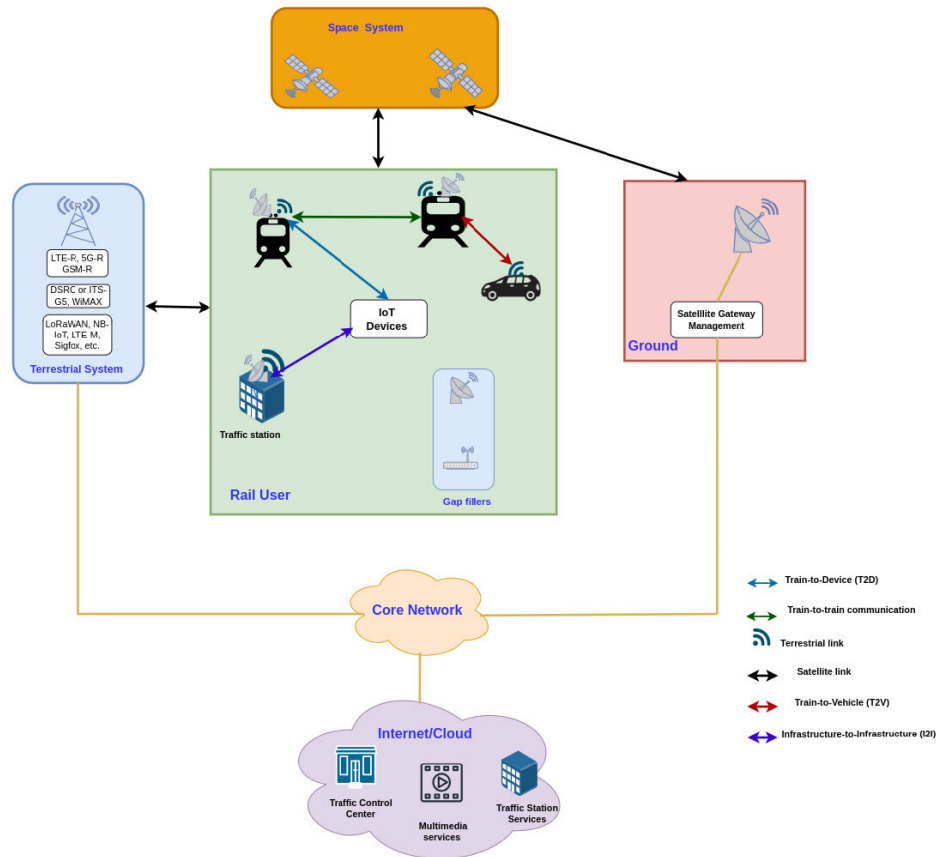 Space System
LTE-R, 5G-R
GSM-R
DSRC or ITS-
G5, WiMAX
LoRaWAN, NB-
IoT, LTE M,
Sigfox, etc.
Terrestrial System
IoT
Devices
Traffic station
Rail User
Gap fillers
Satelllite Gateway
Management
Ground
Core Network
Internet/Cloud
Traffic Control
Center
Multimedia
services
Traffic Station
Services
Train-to-Device (T2D)
Train-to-train communication
Terrestrial link
Satellite link
Train-to-Vehicle (T2V)
Infrastructure-to-Infrastructure (I2I)